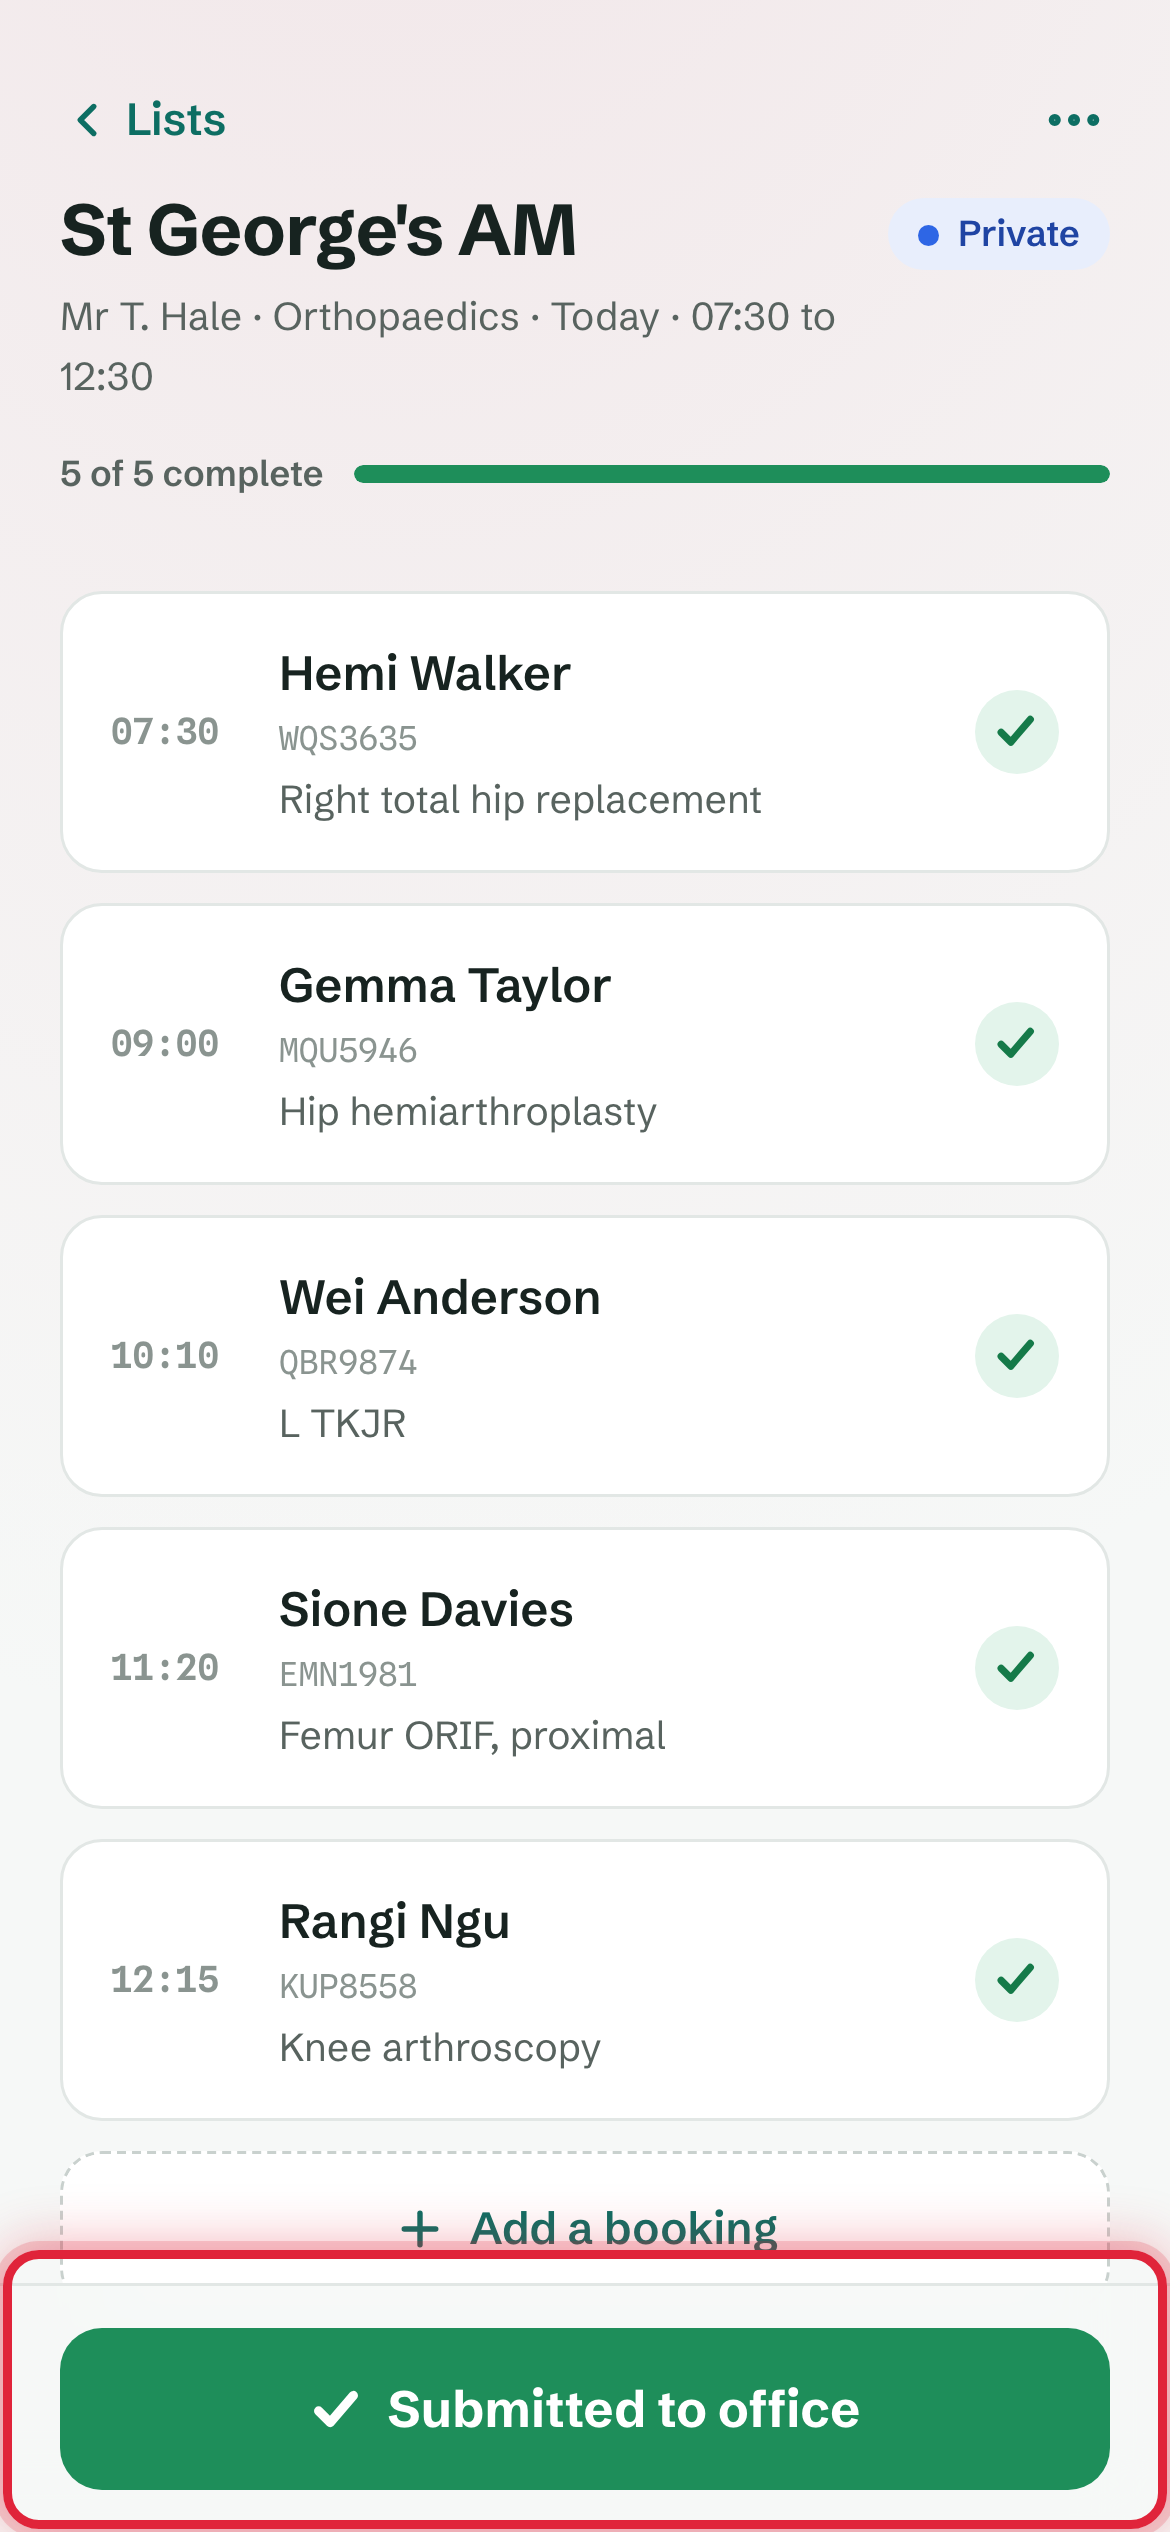 Lists
St George's AM
Private
Mr T. Hale · Orthopaedics · Today · 07:30 to
12:30
5 of 5 complete
Hemi Walker
07:30
WQS3635
Right total hip replacement
Gemma Taylor
09:00
MQU5946
Hip hemiarthroplasty
Wei Anderson
10:10
QBR9874
L TKJR
Sione Davies
11:20
EMN1981
Femur ORIF, proximal
Rangi Ngu
12:15
KUP8558
Knee arthroscopy
+ Add a booking
Submitted to office